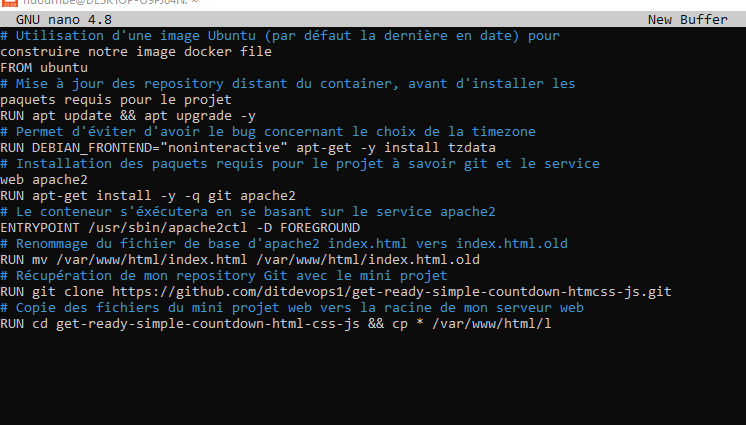 GNU nano 4.8 New Buffer
# Utilisation d'une image Ubuntu (par défaut la dernière en date) pour
construire notre image docker file
FROM ubuntu
# Mise à jour des repository distant du container, avant d'installer les
paquets requis pour le projet
RUN apt update && apt upgrade -y
# Permet d'éviter d'avoir le bug concernant le choix de la timezone
RUN DEBIAN_FRONTEND="noninteractive" apt-get -y install tzdata
# Installation des paquets requis pour le projet à savoir git et le service
web apache2
RUN apt-get install -y -q git apache2
# Le conteneur s'éxécutera en se basant sur le service apache2
ENTRYPOINT /usr/sbin/apache2ctl -D FOREGROUND
# Renommage du fichier de base d'apache2 index.html vers index.html.old
RUN mv /var/www/html/index.html /var/www/html/index.html.old
# Récupération de mon repository Git avec le mini projet
RUN git clone https://github.com/ditdevops1/get-ready-simple-countdown-htmcss-js.git
# Copie des fichiers du mini projet web vers la racine de mon serveur web
RUN cd get-ready-simple-countdown-html-css-js && cp * /var/www/html/l